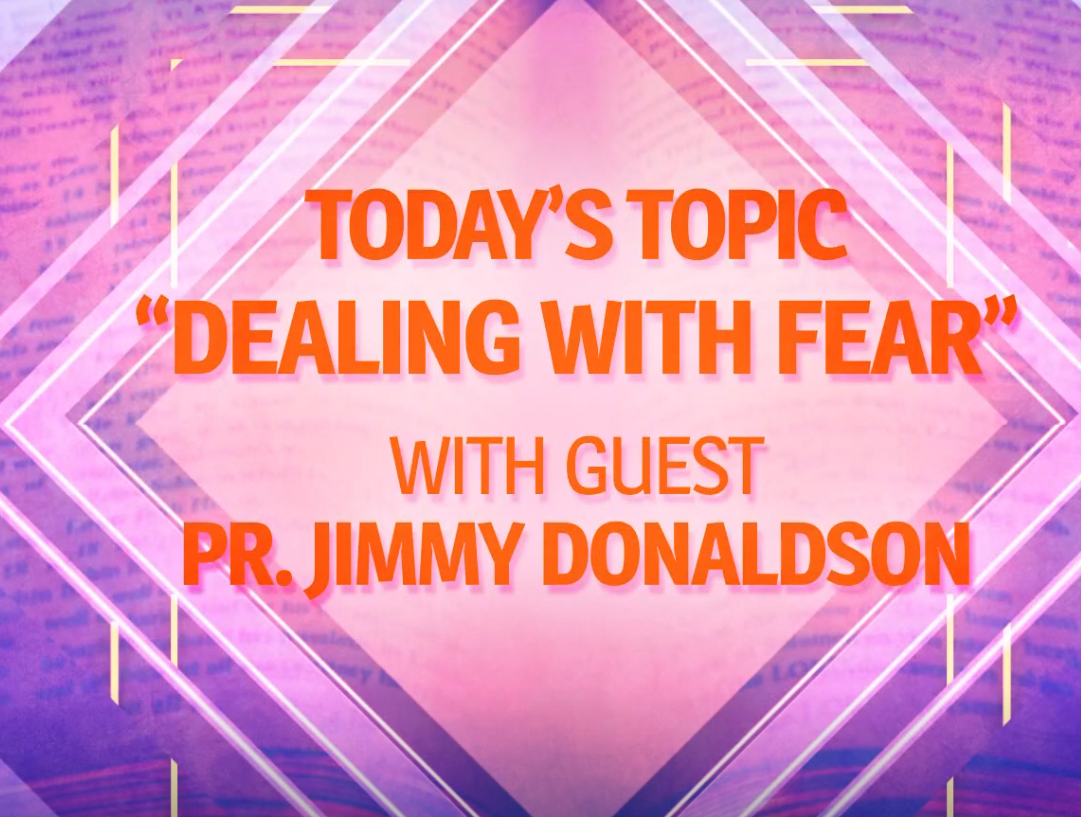 TODAY’S TOPIC
“DEALING WITH FEAR”
WITH GUEST
PR. JIMMY DONALDSON